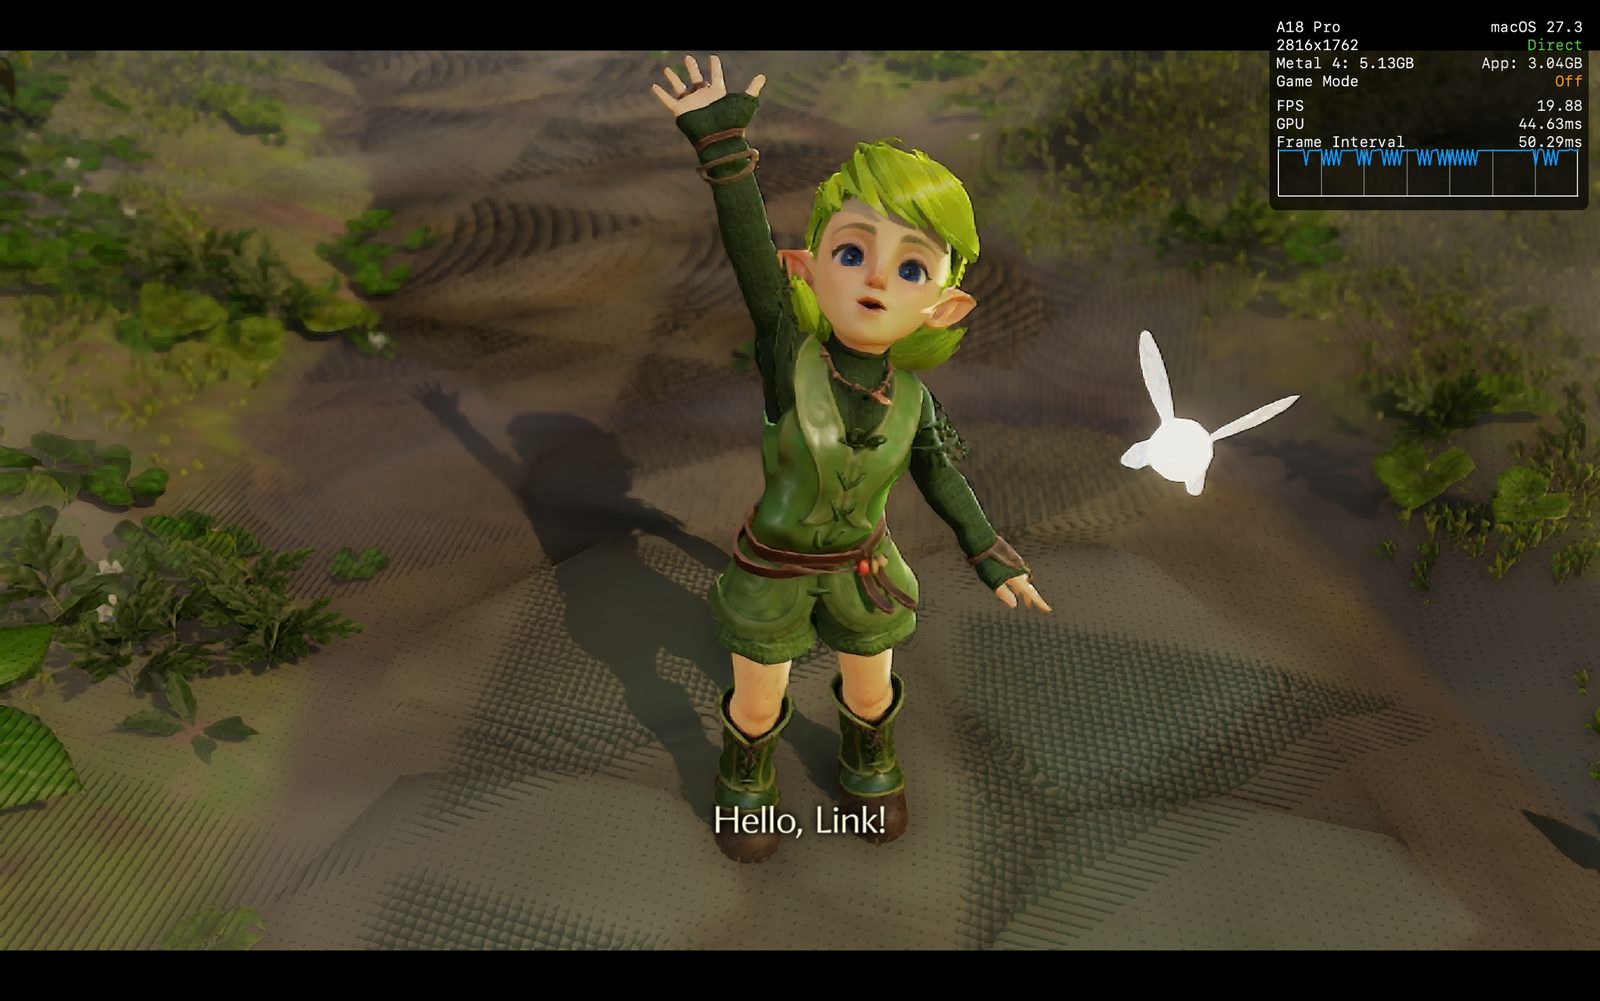 A18 Pro macOS 27.3
2816x1762 Direct
Metal 4: 5.13GB App: 3.04GB
Game Mode Off
FPS 19.88
GPU 44.63ms
Frame Interval 50.29ms
Hello, Link!